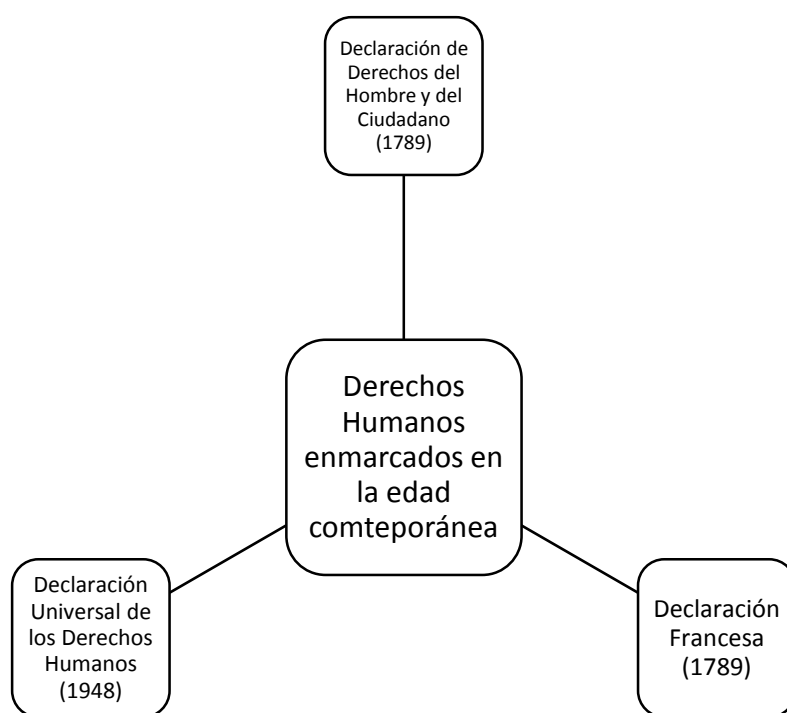 Declaración de
Derechos del
Hombre y del
Ciudadano
(1789)
Derechos
Humanos
enmarcados en
la edad
comteporánea
Declaración
Universal de
los Derechos
Humanos
(1948)
Declaración
Francesa
(1789)